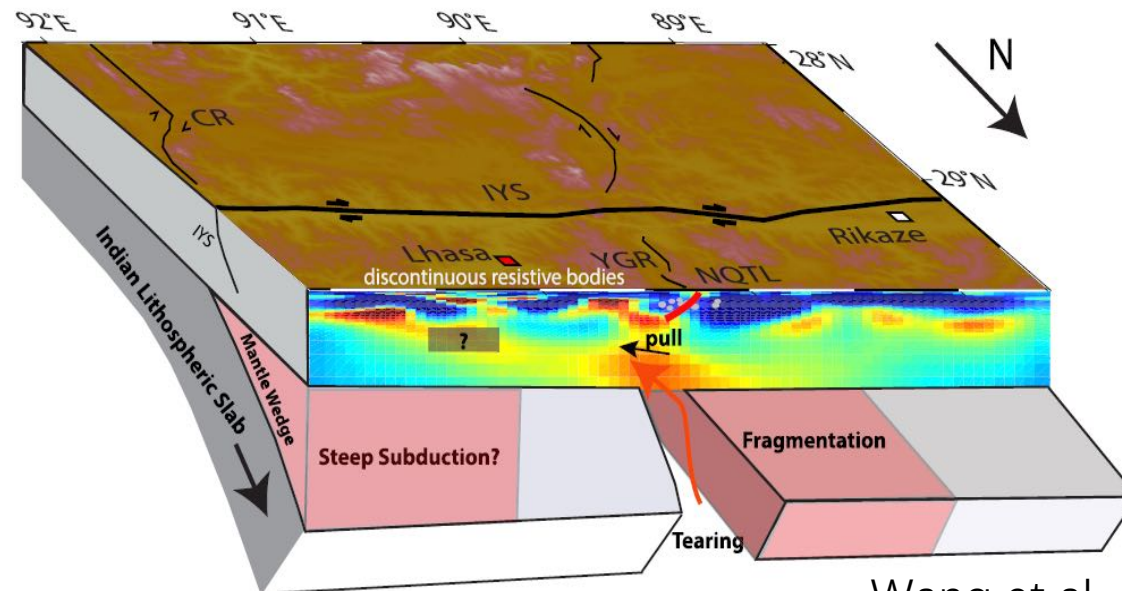 92°E
91°E
90°E
89°E
28°N
N
CR
29°N
IYS
IYS
Rikaze
Lhasa
YGR
NQTL
discontinuous resistive bodies
Indian Lithospheric Slab
Mantle Wedge
?
pull
Steep Subduction?
Fragmentation
Tearing